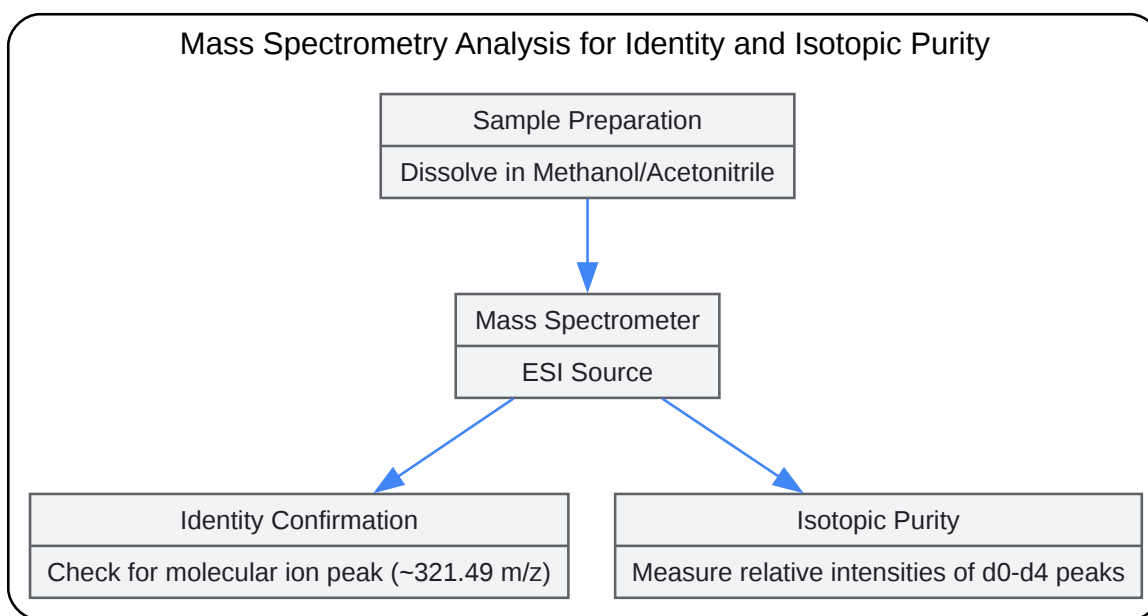 Mass Spectrometry Analysis for Identity and Isotopic Purity
Sample Preparation
Dissolve in Methanol/Acetonitrile
Mass Spectrometer
ESI Source
Identity Confirmation
Check for molecular ion peak (~321.49 m/z)
Isotopic Purity
Measure relative intensities of d0-d4 peaks